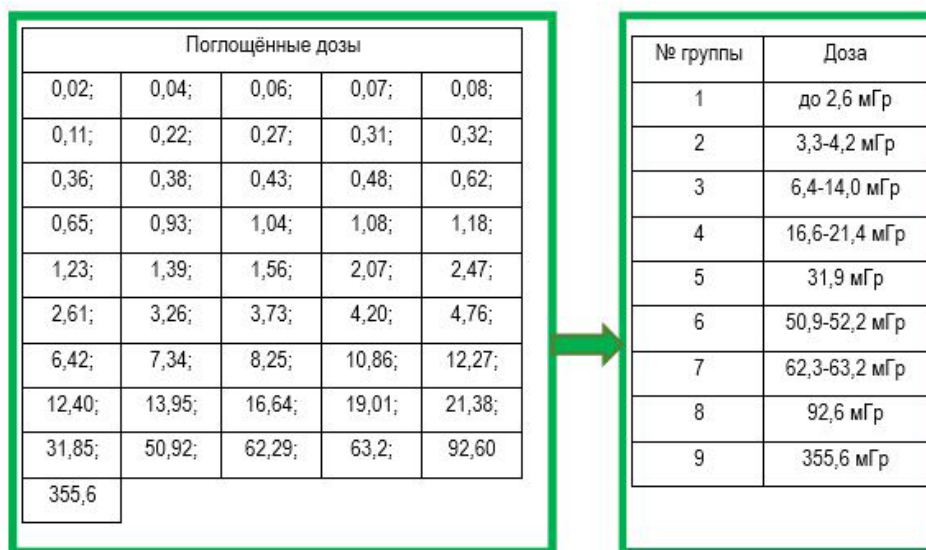 Поглощённые дозы
0,02; 0,04; 0,06; 0,07; 0,08;
0,11; 0,22; 0,27; 0,31; 0,32;
0,36; 0,38; 0,43; 0,48; 0,62;
0,65; 0,93; 1,04; 1,08; 1,18;
1,23; 1,39; 1,56; 2,07; 2,47;
2,61; 3,26; 3,73; 4,20; 4,76;
6,42; 7,34; 8,25; 10,86; 12,27;
12,40; 13,95; 16,64; 19,01; 21,38;
31,85; 50,92; 62,29; 63,2; 92,60
355,6
№ группы Доза
1 до 2,6 мГр
2 3,3-4,2 мГр
3 6,4-14,0 мГр
4 16,6-21,4 мГр
5 31,9 мГр
6 50,9-52,2 мГр
7 62,3-63,2 мГр
8 92,6 мГр
9 355,6 мГр